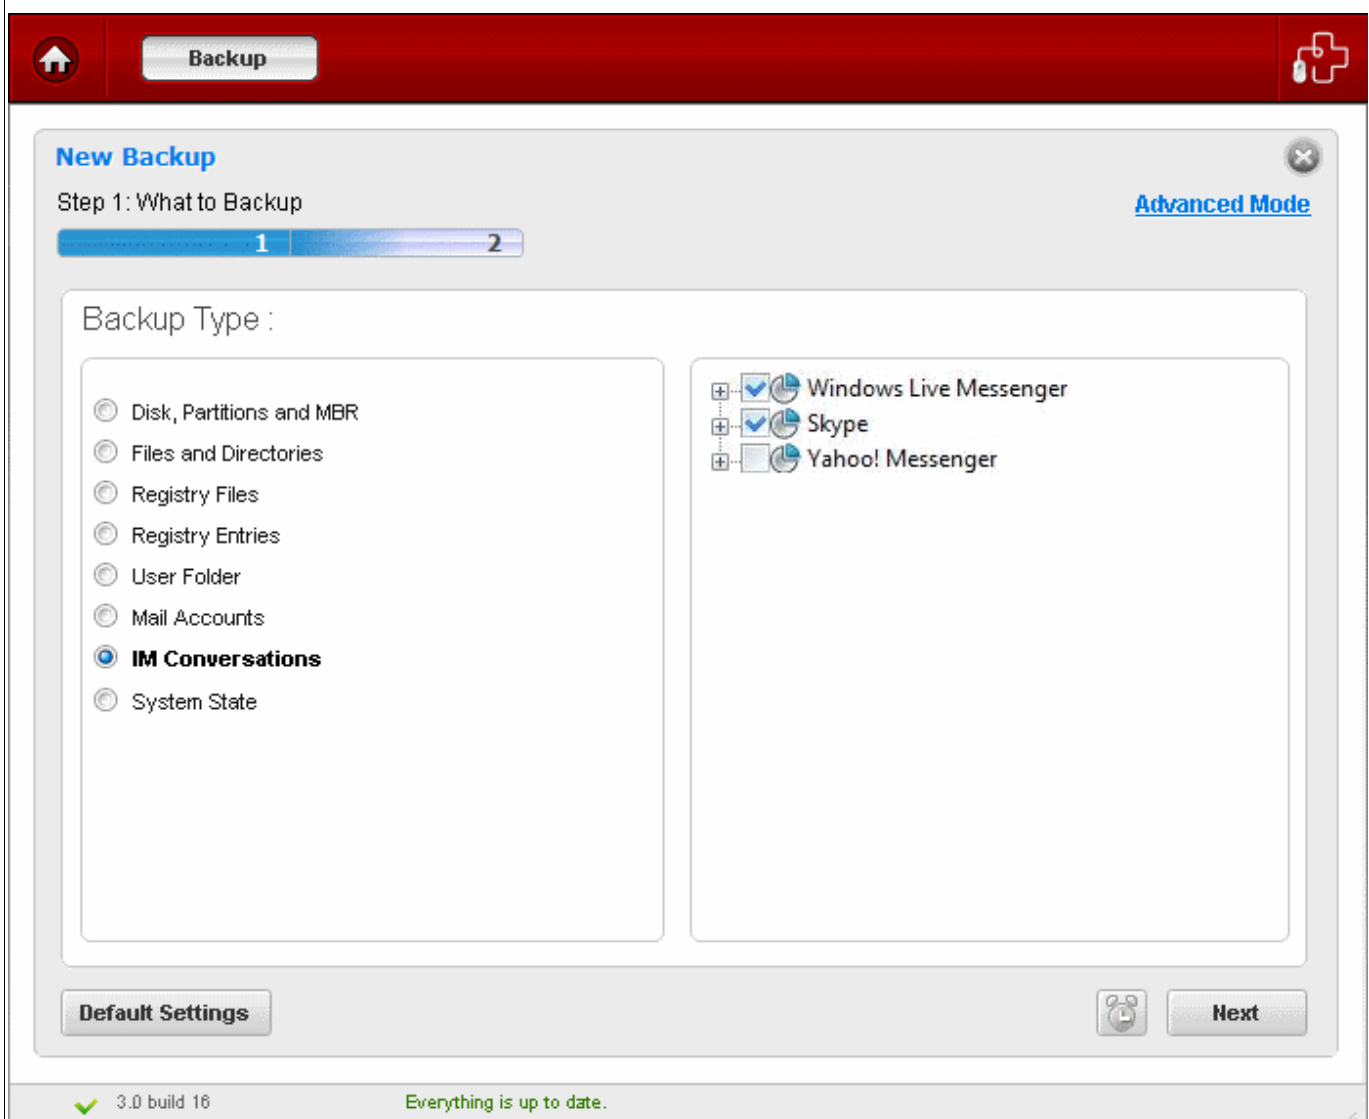 Backup
New Backup
Step 1: What to Backup
Advanced Mode
1 2
Backup Type :
Disk, Partitions and MBR
Files and Directories
Registry Files
Registry Entries
User Folder
Mail Accounts
IM Conversations
System State
Windows Live Messenger
Skype
Yahoo! Messenger
Default Settings
Next
3.0 build 16
Everything is up to date.